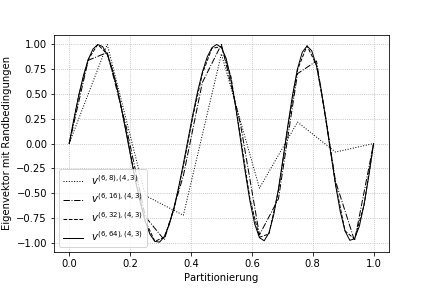 Eigenvektor mit Randbedingungen
1.00
0.75
0.50
0.25
0.00
−0.25
−0.50
−0.75
−1.00
v^(6, 8), (4, 3)
v^(6, 16), (4, 3)
v^(6, 32), (4, 3)
v^(6, 64), (4, 3)
0.0 0.2 0.4 0.6 0.8 1.0
Partitionierung